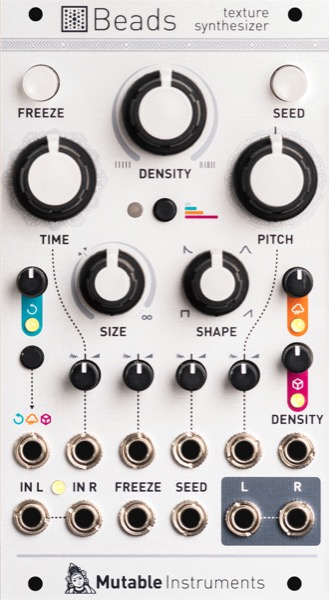 Beads
texture
synthesizer
FREEZE
SEED
DENSITY
TIME
PITCH
SIZE
SHAPE
∞
DENSITY
IN L
IN R
FREEZE
SEED
L
R
Mutable Instruments